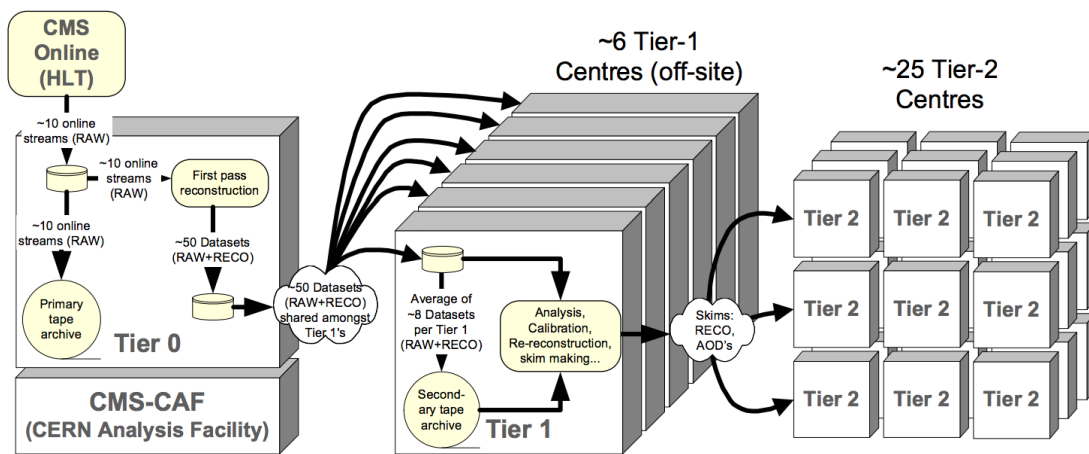 CMS
Online
(HLT)
~10 online
streams (RAW)
~10 online
streams
(RAW)
First pass
reconstruction
~10 online
streams (RAW)
~50 Datasets
(RAW+RECO)
Primary
tape
archive
Tier 0
CMS-CAF
(CERN Analysis Facility)
~50 Datasets
(RAW+RECO)
shared amongst
Tier 1's
~6 Tier-1
Centres (off-site)
Average of
~8 Datasets
per Tier 1
(RAW+RECO)
Analysis,
Calibration,
Re-reconstruction,
skim making...
Second-
ary tape
archive
Tier 1
Skims:
RECO,
AOD's
~25 Tier-2
Centres
Tier 2
Tier 2
Tier 2
Tier 2
Tier 2
Tier 2
Tier 2
Tier 2
Tier 2